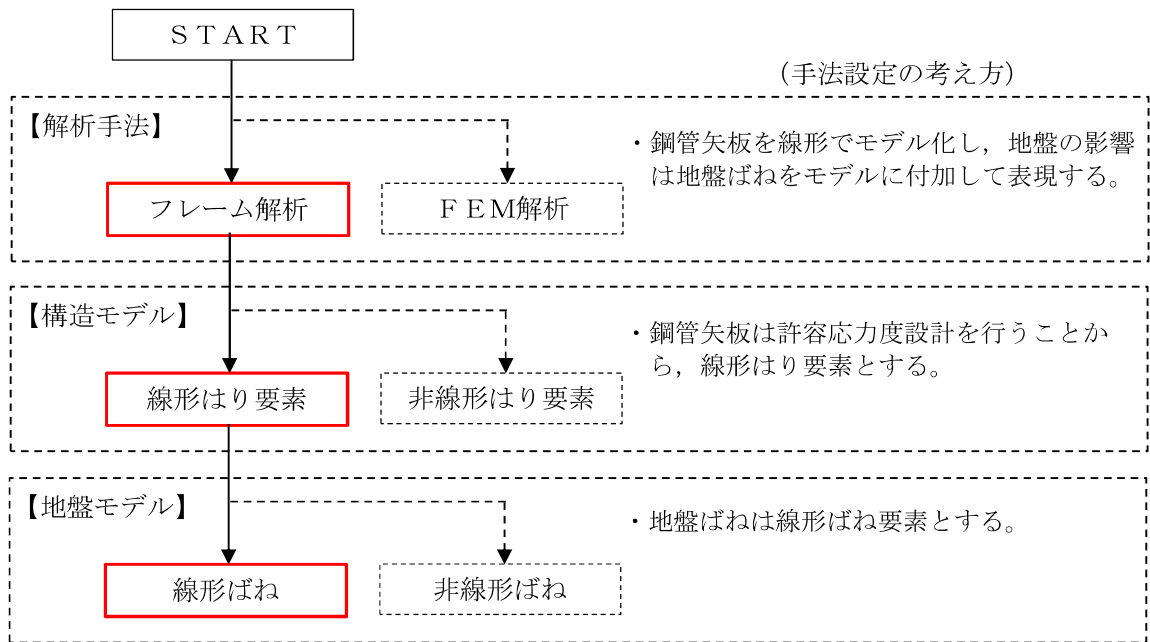 ＳＴＡＲＴ
（手法設定の考え方）
【解析手法】
・鋼管矢板を線形でモデル化し，地盤の影響
は地盤ばねをモデルに付加して表現する。
フレーム解析
ＦＥＭ解析
【構造モデル】
・鋼管矢板は許容応力度設計を行うことか
ら，線形はり要素とする。
線形はり要素
非線形はり要素
【地盤モデル】
・地盤ばねは線形ばね要素とする。
線形ばね
非線形ばね